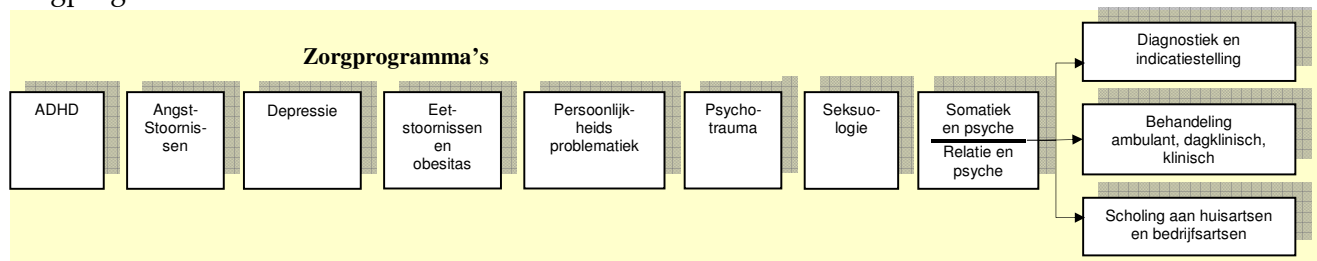 Zorgprogramma's
ADHD
Angst-
Stoornis-
sen
Depressie
Eet-
stoornissen
en
obesitas
Persoonlijk-
heids
problematiek
Psycho-
trauma
Seksuo-
logie
Somatiek
en psyche
Relatie en
psyche
Diagnostiek en
indicatiestelling
Behandeling
ambulant, dagklinisch,
klinisch
Scholing aan huisartsen
en bedrijfsartsen